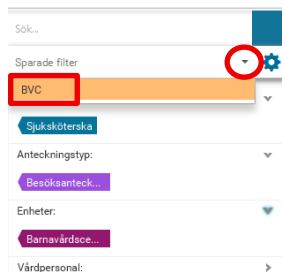 Sök...
Sparade filter
BVC
Sjuksköterska
Anteckningstyp:
Besöksanteck...
Enheter:
Barnavårdsce...
Vårdpersonal: